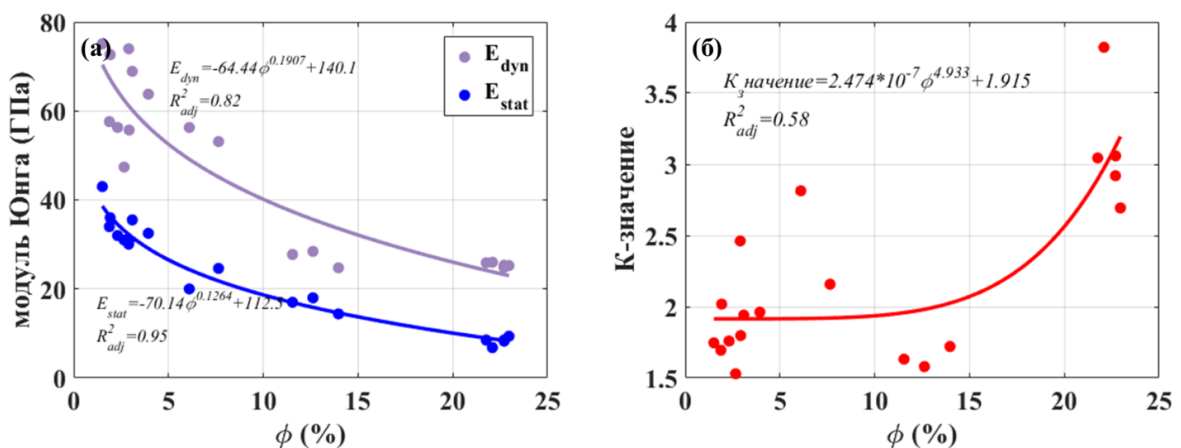 80
60
40
20
0
модуль Юнга (ГПа)
(а)
E_dyn=-64.44ϕ^0.1907+140.1
R²_adj=0.82
E_dyn
E_stat
E_stat=-70.14ϕ^0.1264+112.5
R²_adj=0.95
0 5 10 15 20 25
ϕ (%)
4
3.5
3
2.5
2
1.5
К-значение
(б)
К_значение=2.474*10^-7ϕ^4.933+1.915
R²_adj=0.58
0 5 10 15 20 25
ϕ (%)